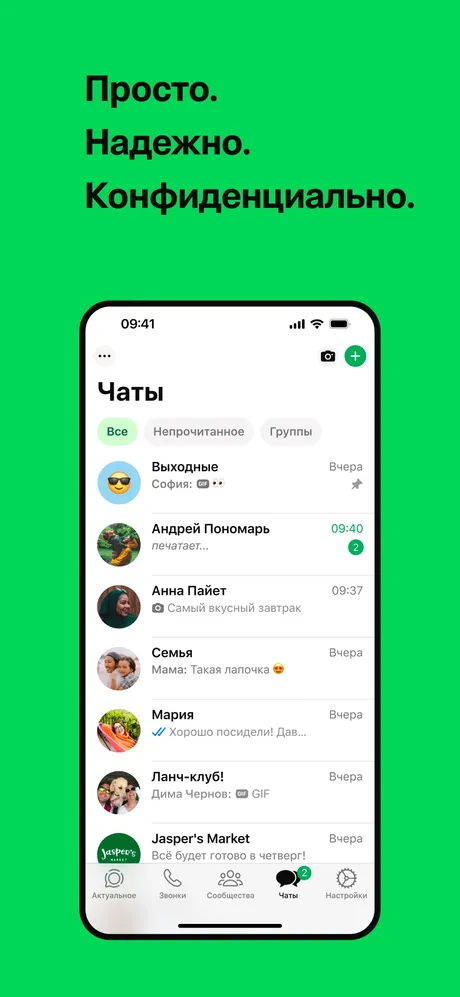 Просто.
Надежно.
Конфиденциально.
09:41
Чаты
Все
Непрочитанное
Группы
Выходные
Вчера
София: GIF 👀
Андрей Пономарь
09:40
печатает...
2
Анна Пайет
09:37
Самый вкусный завтрак
Семья
Вчера
Мама: Такая лапочка 😍
Мария
Вчера
Хорошо посидели! Дав...
Ланч-клуб!
Вчера
Дима Чернов: GIF GIF
Jasper's Market
Вчера
Jasper's
MARKET
Всё будет готово в четверг!
2
Актуальное
Звонки
Сообщества
Чаты
Настройки